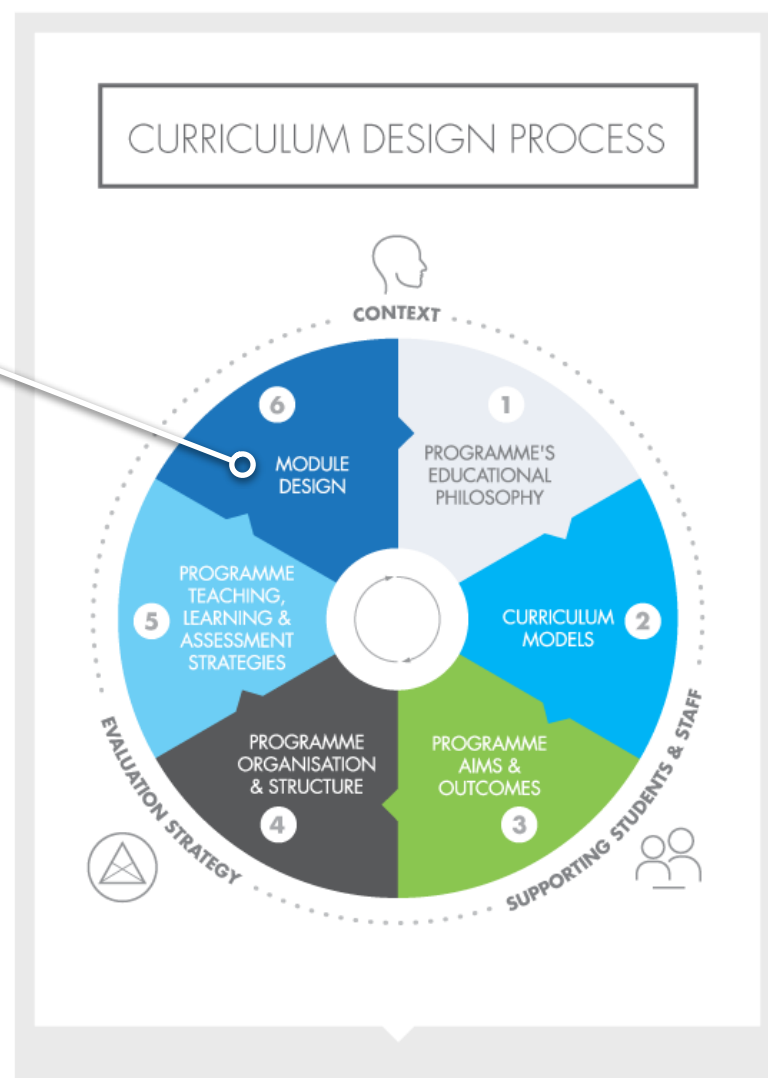 CURRICULUM DESIGN PROCESS
CONTEXT
6
MODULE
DESIGN
1
PROGRAMME'S
EDUCATIONAL
PHILOSOPHY
5
PROGRAMME
TEACHING,
LEARNING &
ASSESSMENT
STRATEGIES
CURRICULUM
MODELS
2
PROGRAMME
ORGANISATION
& STRUCTURE
4
PROGRAMME
AIMS &
OUTCOMES
3
EVALUATION STRATEGY
SUPPORTING STUDENTS & STAFF